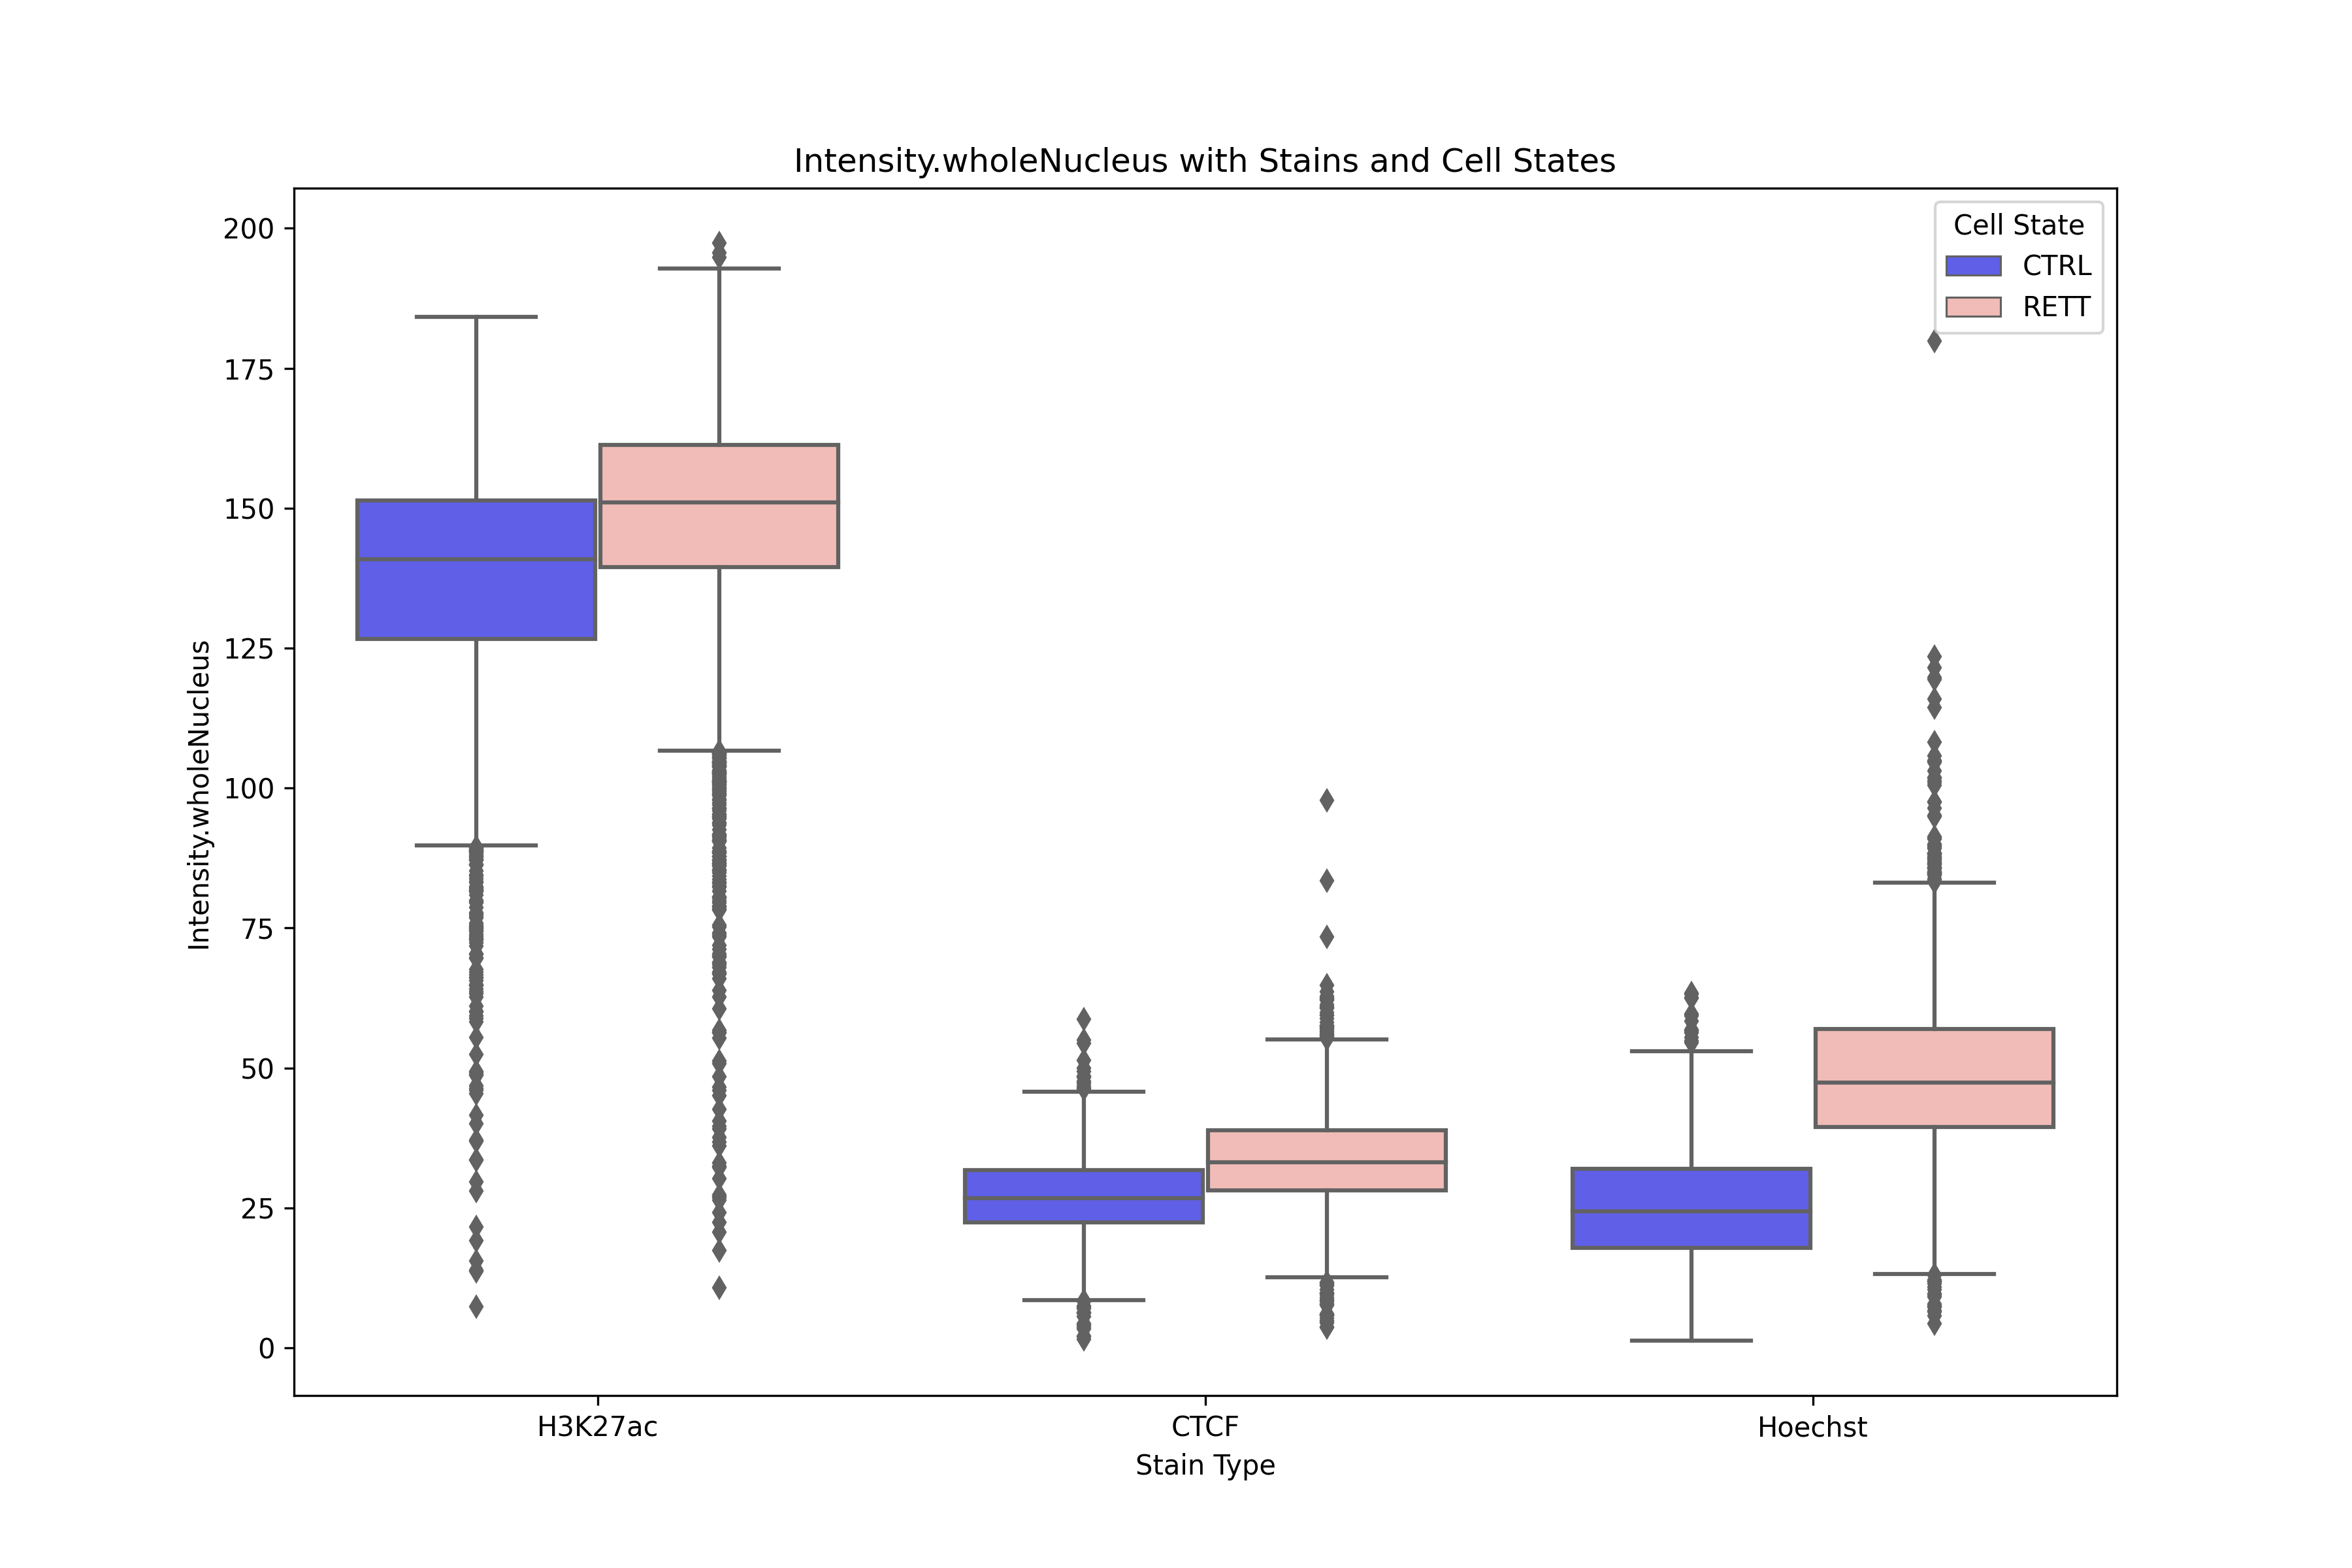 Intensity.wholeNucleus with Stains and Cell States
Cell State
CTRL
RETT
Intensity.wholeNucleus
200
175
150
125
100
75
50
25
0
H3K27ac
CTCF
Hoechst
Stain Type